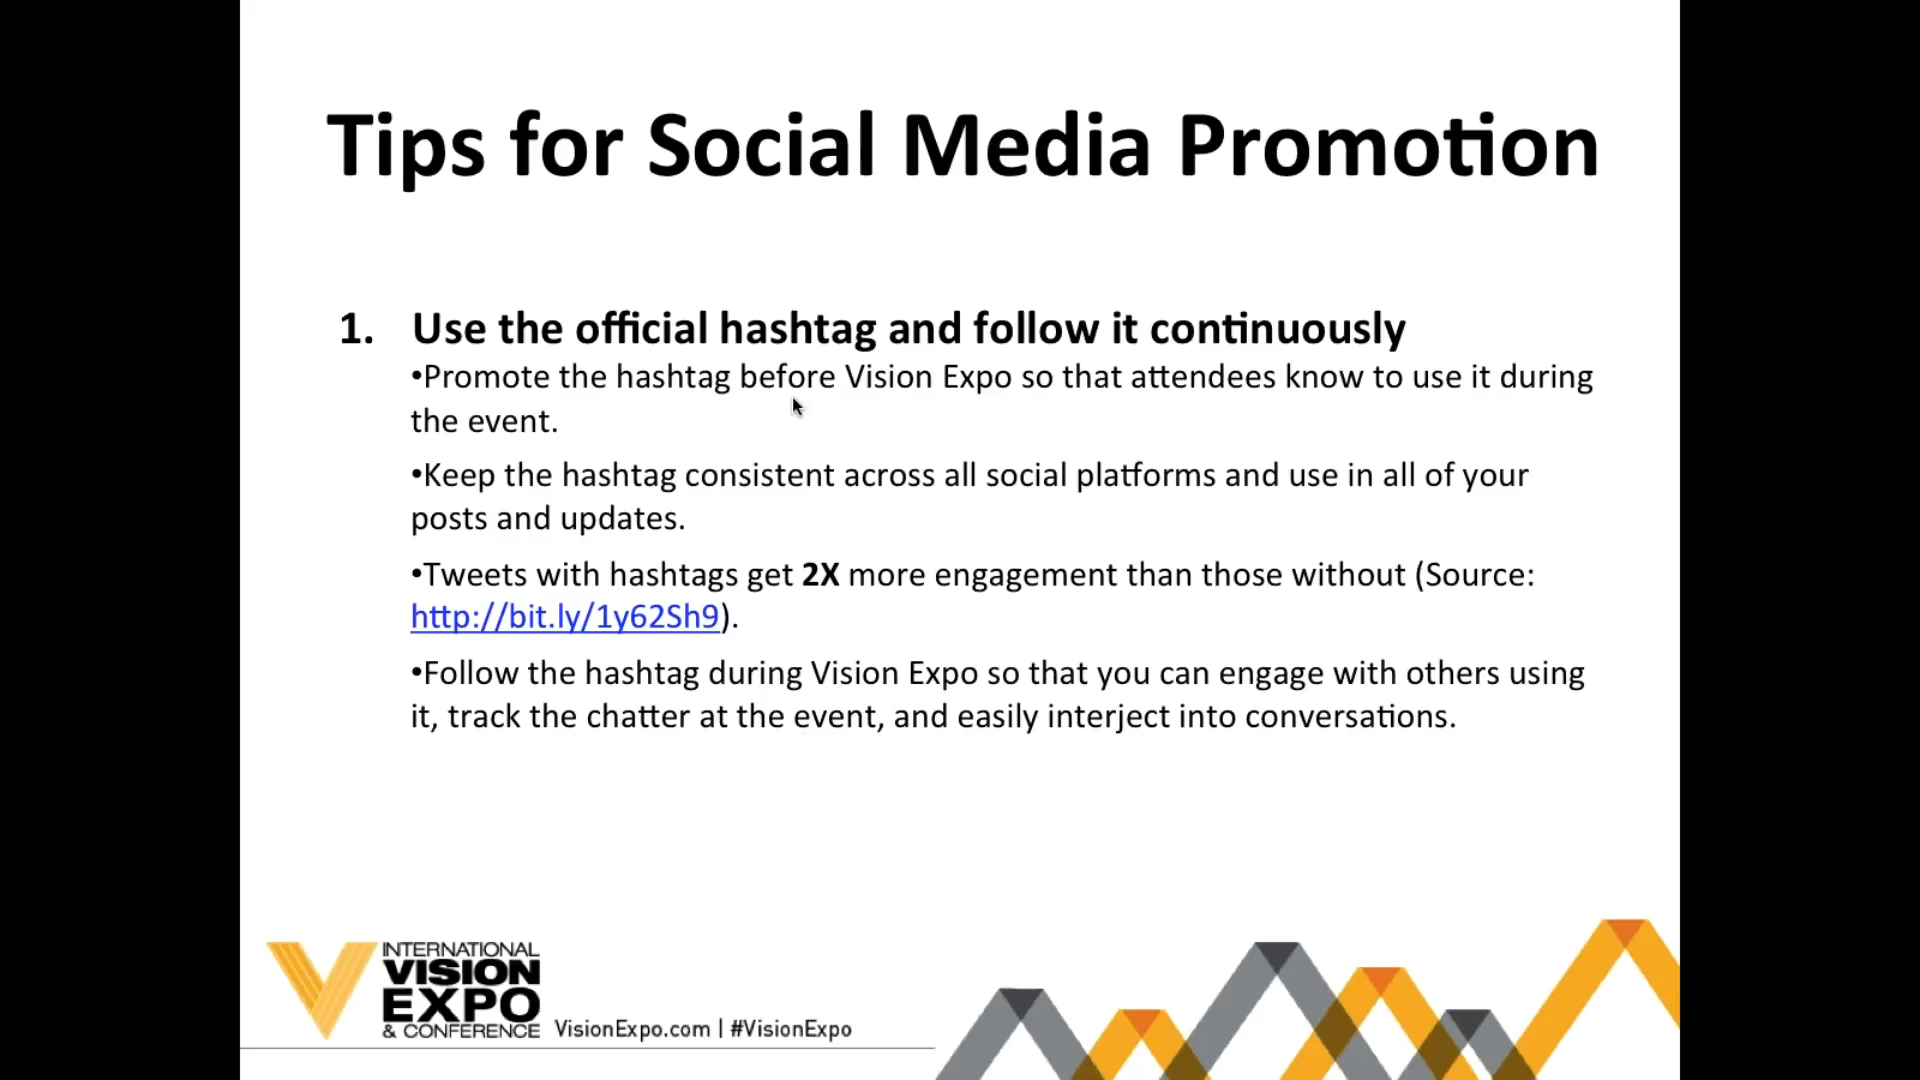 Tips for Social Media Promotion
1. Use the official hashtag and follow it continuously
•Promote the hashtag before Vision Expo so that attendees know to use it during
the event.
•Keep the hashtag consistent across all social platforms and use in all of your
posts and updates.
•Tweets with hashtags get 2X more engagement than those without (Source:
http://bit.ly/1y62Sh9).
•Follow the hashtag during Vision Expo so that you can engage with others using
it, track the chatter at the event, and easily interject into conversations.
INTERNATIONAL
VISION
EXPO
& CONFERENCE
VisionExpo.com | #VisionExpo